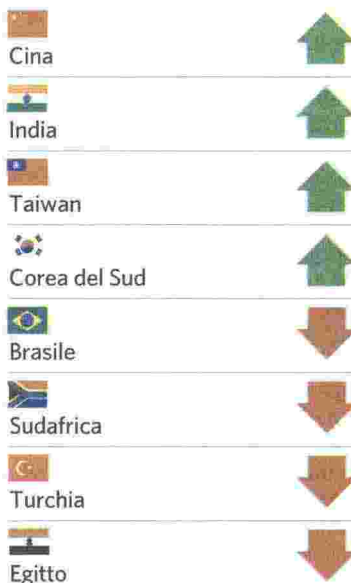 Cina
India
Taiwan
Corea del Sud
Brasile
Sudafrica
Turchia
Egitto